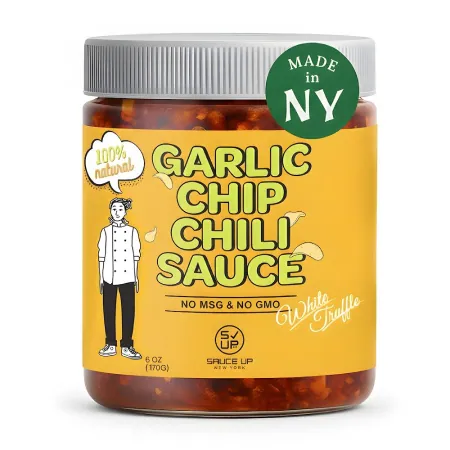 MADE
in
NY
100%
natural
GARLIC
CHIP
CHILI
SAUCE
NO MSG & NO GMO
White
Truffle
S✓
UP
6 OZ
(170G)
SAUCE UP
NEW YORK